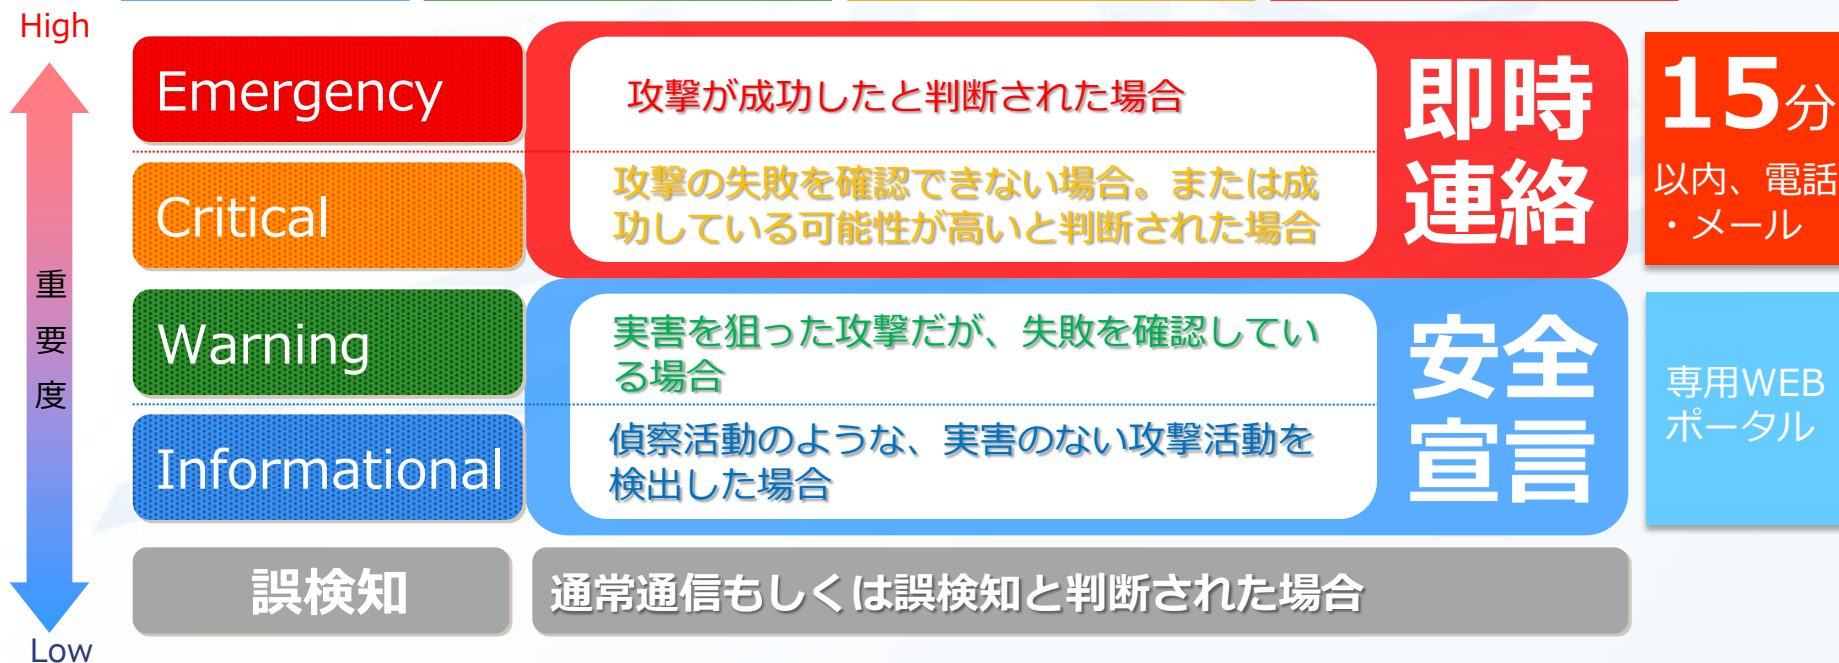 High
Emergency
攻撃が成功したと判断された場合
Critical
攻撃の失敗を確認できない場合。または成
功している可能性が高いと判断された場合
即時
連絡
15分
以内、電話
・メール
重
要
度
Warning
実害を狙った攻撃だが、失敗を確認してい
る場合
Informational
偵察活動のような、実害のない攻撃活動を
検出した場合
安全
宣言
専用WEB
ポータル
誤検知
通常通信もしくは誤検知と判断された場合
Low